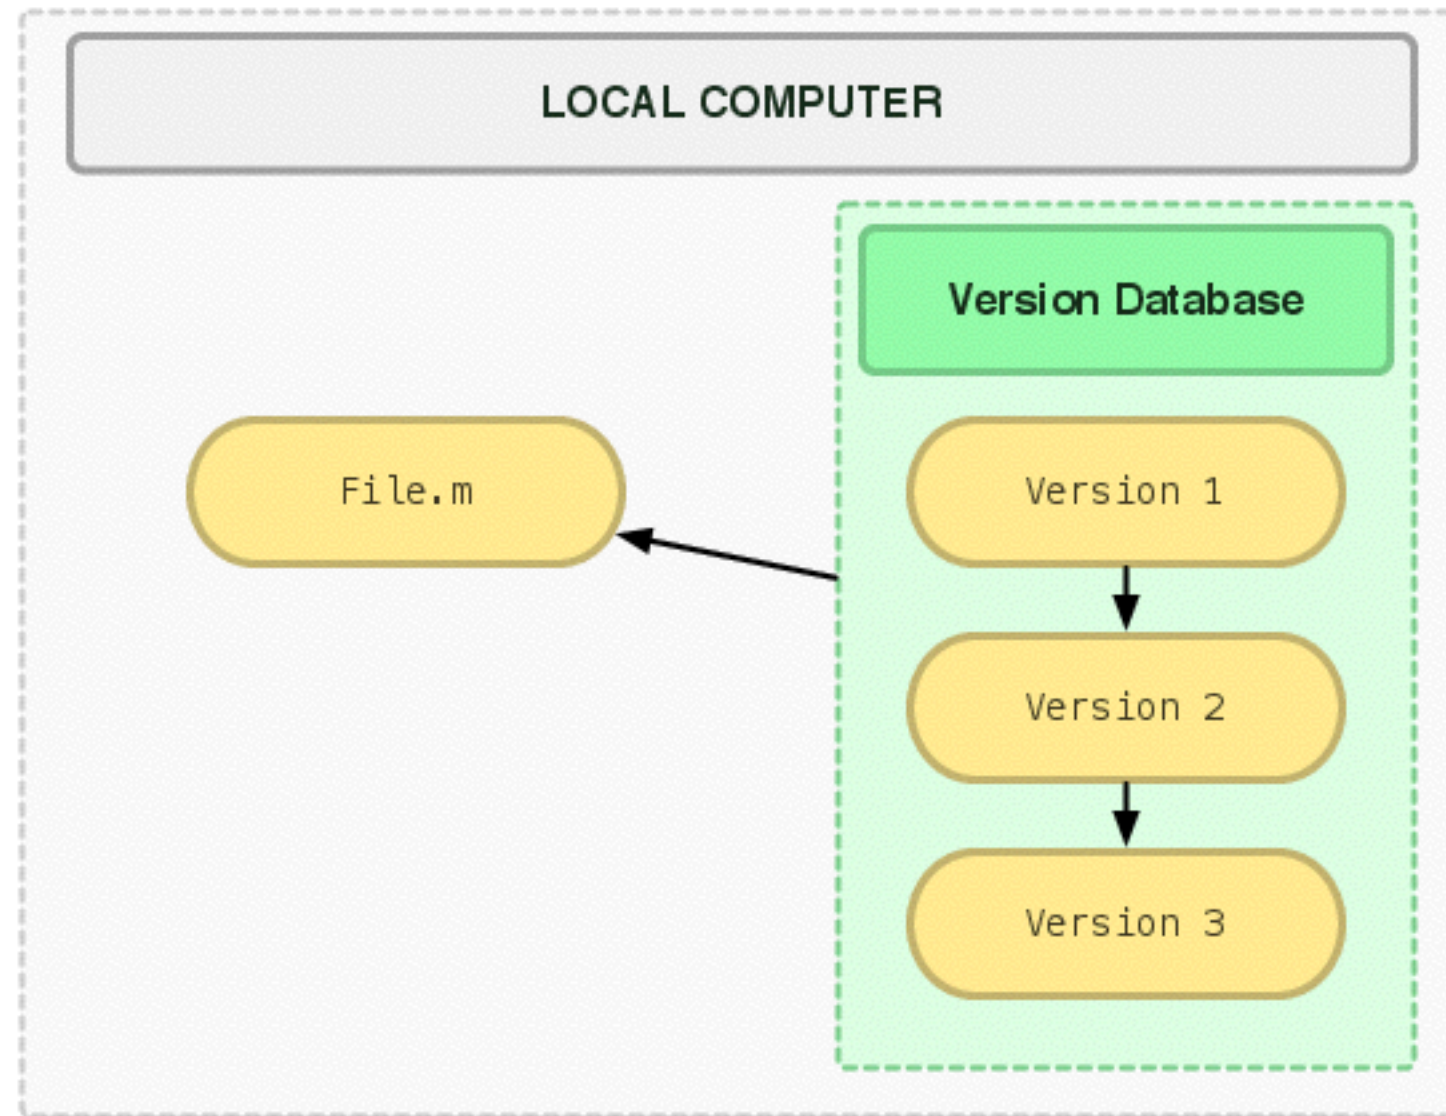 LOCAL COMPUTER
Version Database
File.m
Version 1
Version 2
Version 3